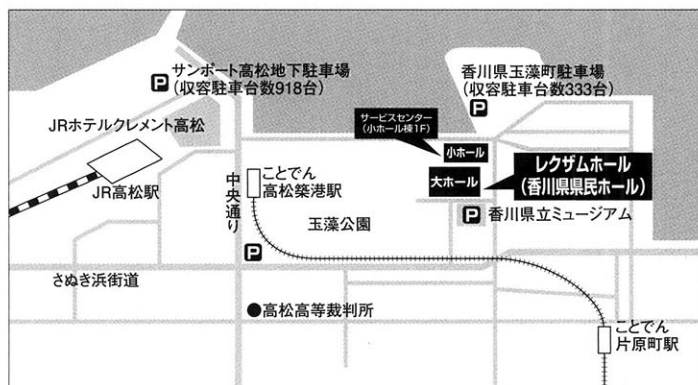 サンポート高松地下駐車場
P
(収容駐車台数918台)
香川県玉藻町駐車場
(収容駐車台数333台)
P
JRホテルクレメント高松
サービスセンター
(小ホール棟1F)
小ホール
大ホール
レクザムホール
(香川県県民ホール)
JR高松駅
中央通り
ことでん
高松築港駅
玉藻公園
P
香川県立ミュージアム
P
さぬき浜街道
高松高等裁判所
ことでん
片原町駅